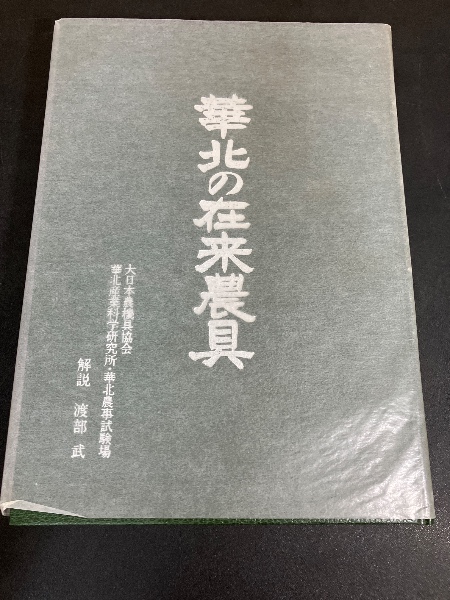 華北の在来農具
大日本農機具協会
華北産業科学研究所・華北農事試験場
解説 渡部 武